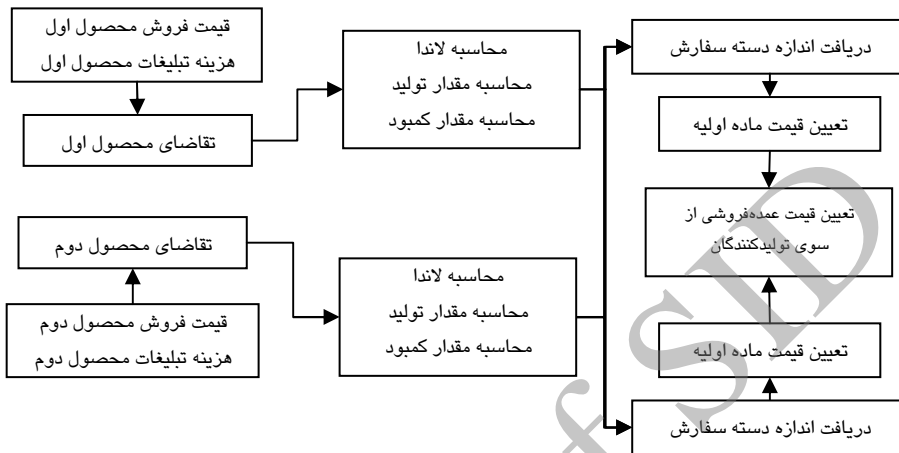 قیمت فروش محصول اول
هزینه تبلیغات محصول اول
تقاضای محصول اول
محاسبه لاندا
محاسبه مقدار تولید
محاسبه مقدار کمبود
دریافت اندازه دسته سفارش
تعیین قیمت ماده اولیه
تعیین قیمت عمده‌فروشی از
سوی تولیدکنندگان
تقاضای محصول دوم
قیمت فروش محصول دوم
هزینه تبلیغات محصول دوم
محاسبه لاندا
محاسبه مقدار تولید
محاسبه مقدار کمبود
تعیین قیمت ماده اولیه
دریافت اندازه دسته سفارش
f SID